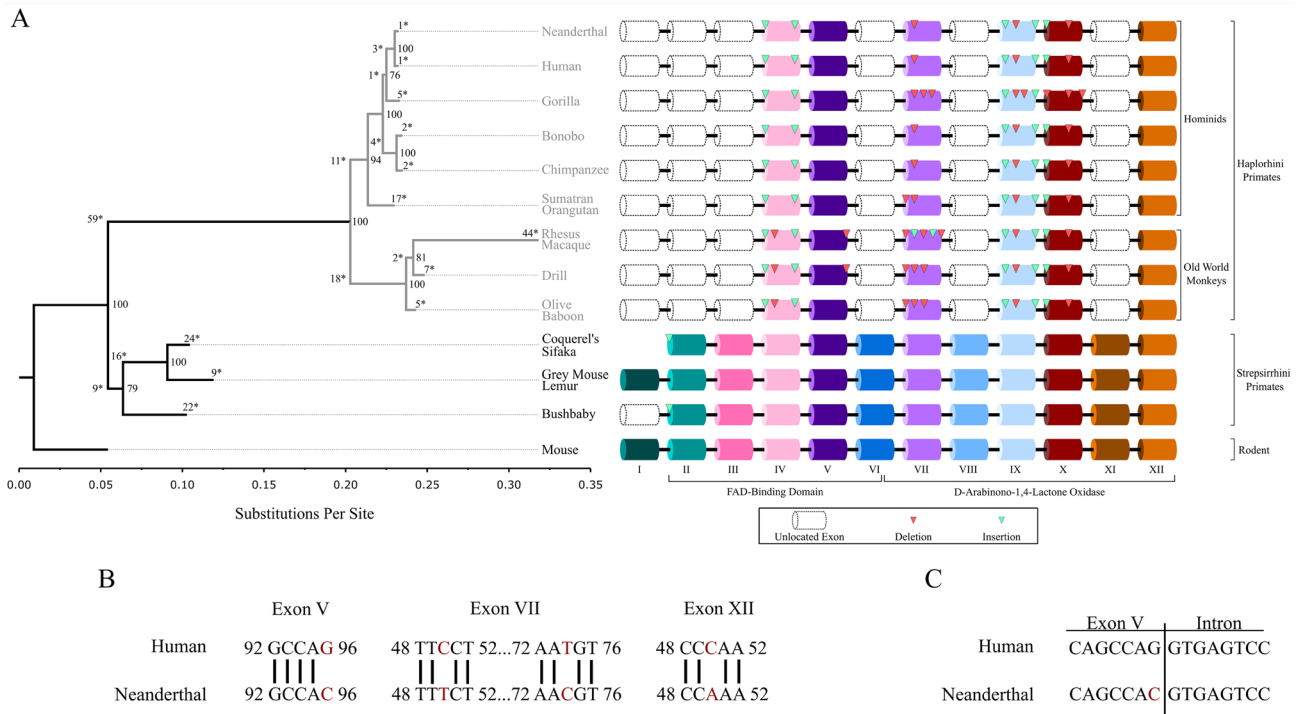 A
Neanderthal
Human
Gorilla
Bonobo
Chimpanzee
Sumatran
Orangutan
Rhesus
Macaque
Drill
Olive
Baboon
Coquerel's
Sifaka
Grey Mouse
Lemur
Bushbaby
Mouse
1*
3*
100
1*
1*
76
5*
100
2*
4*
100
94
2*
11*
17*
59*
100
44*
2*
81
7*
18*
100
5*
100
24*
16*
100
9*
9*
79
22*
0.00
0.05
0.10
0.15
0.20
0.25
0.30
0.35
Substitutions Per Site
Hominids
Haplorhini
Primates
Old World
Monkeys
Strepsirrhini
Primates
Rodent
I
II
III
IV
V
VI
VII
VIII
IX
X
XI
XII
FAD-Binding Domain
D-Arabinono-1,4-Lactone Oxidase
Unlocated Exon
Deletion
Insertion
B
Exon V
Exon VII
Exon XII
Human
92 GCCAG 96
48 TTCCT 52...72 AATGT 76
48 CCCAA 52
Neanderthal
92 GCCAC 96
48 TTTCT 52...72 AACGT 76
48 CCAAA 52
C
Exon V
Intron
Human
CAGCCAG GTGAGTCC
Neanderthal
CAGCCAC GTGAGTCC